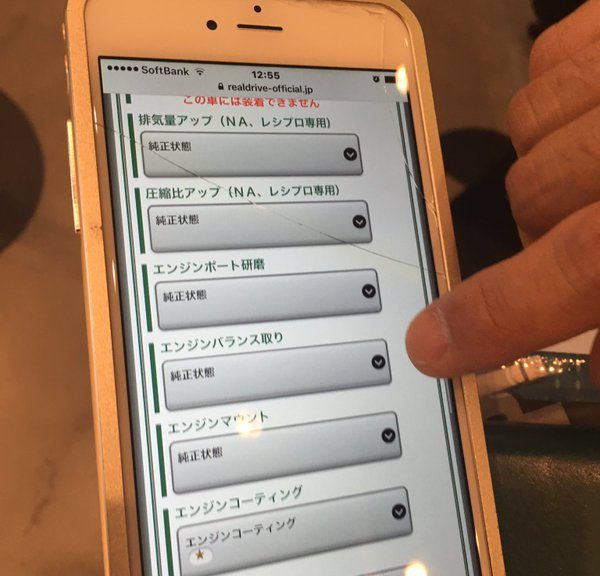 SoftBank
12:55
realdrive-official.jp
この車には装着できません
排気量アップ（ＮＡ、レシプロ専用）
純正状態
圧縮比アップ（ＮＡ、レシプロ専用）
純正状態
エンジンポート研磨
純正状態
エンジンバランス取り
純正状態
エンジンマウント
純正状態
エンジンコーティング
エンジンコーティング
★